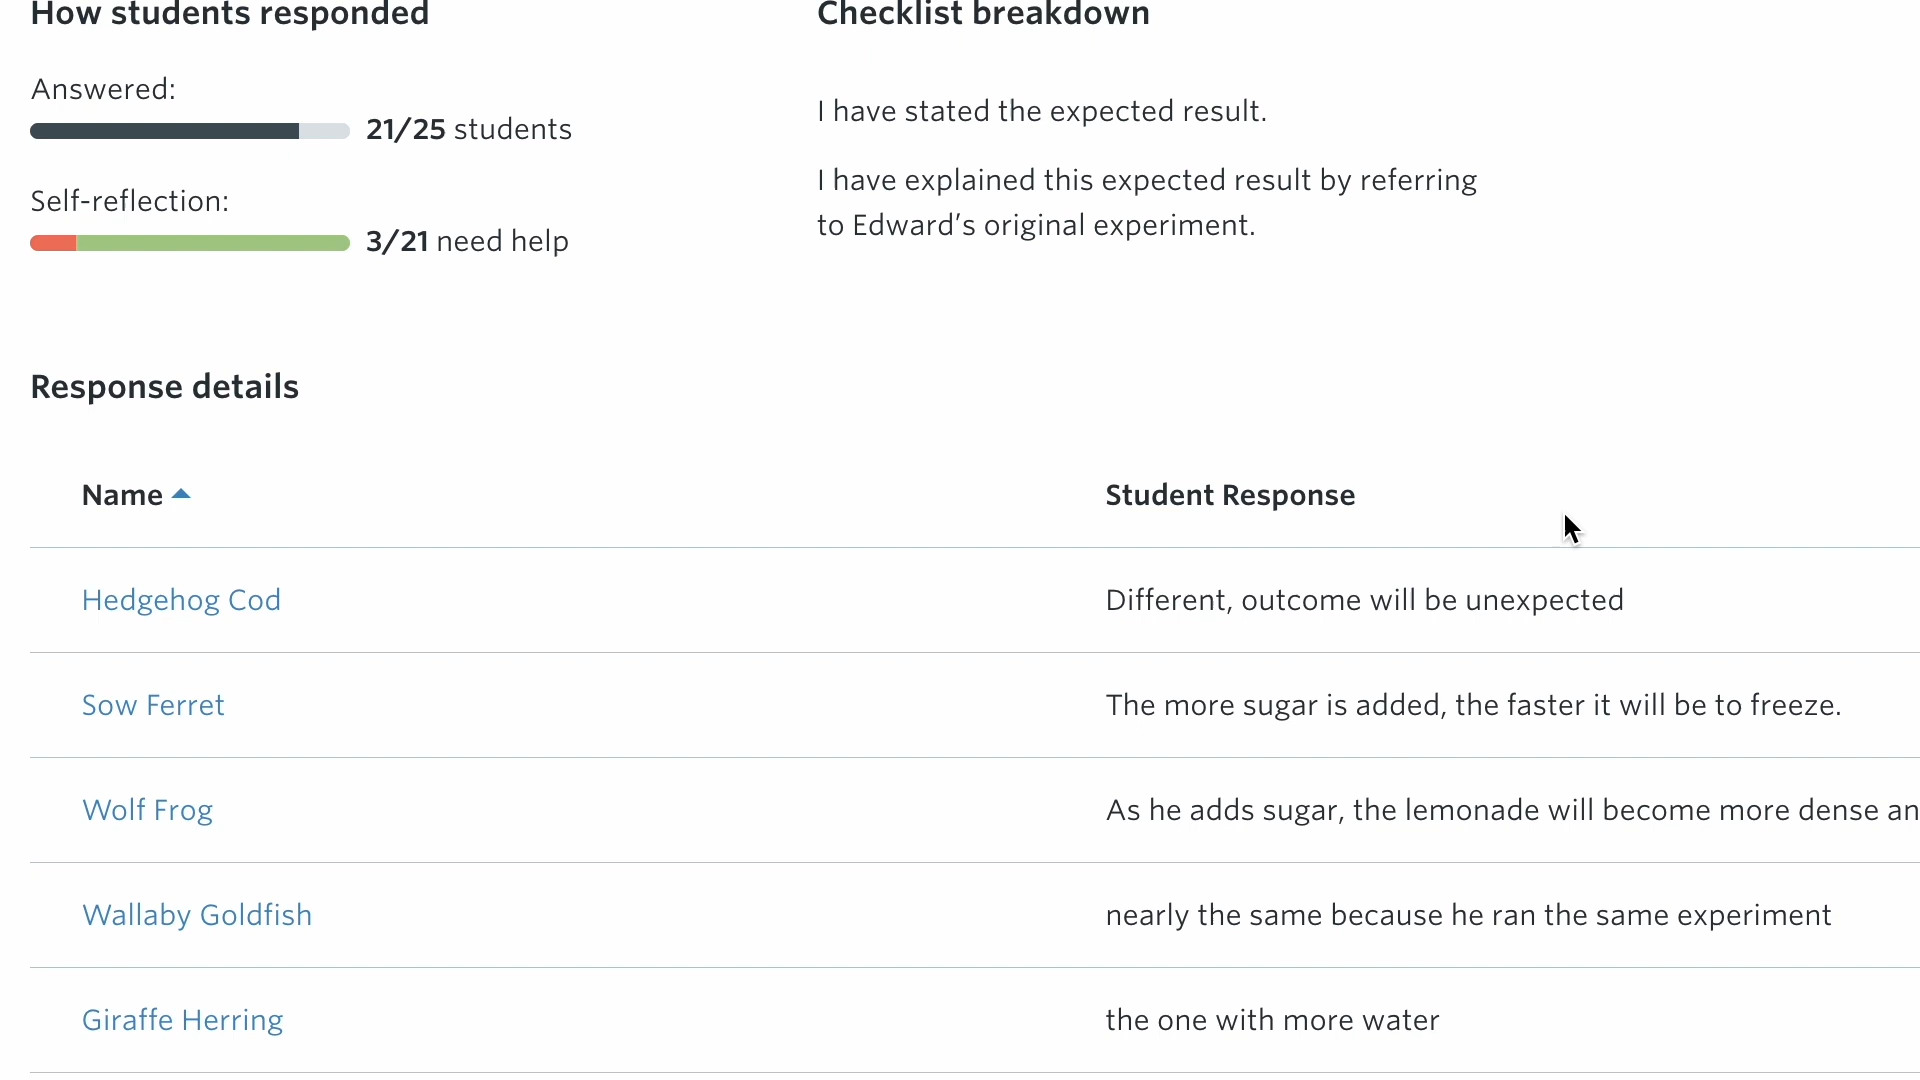 How students responded
Checklist breakdown
Answered:
21/25 students
Self-reflection:
3/21 need help
I have stated the expected result.
I have explained this expected result by referring
to Edward’s original experiment.
Response details
Name
Student Response
Hedgehog Cod
Different, outcome will be unexpected
Sow Ferret
The more sugar is added, the faster it will be to freeze.
Wolf Frog
As he adds sugar, the lemonade will become more dense an
Wallaby Goldfish
nearly the same because he ran the same experiment
Giraffe Herring
the one with more water